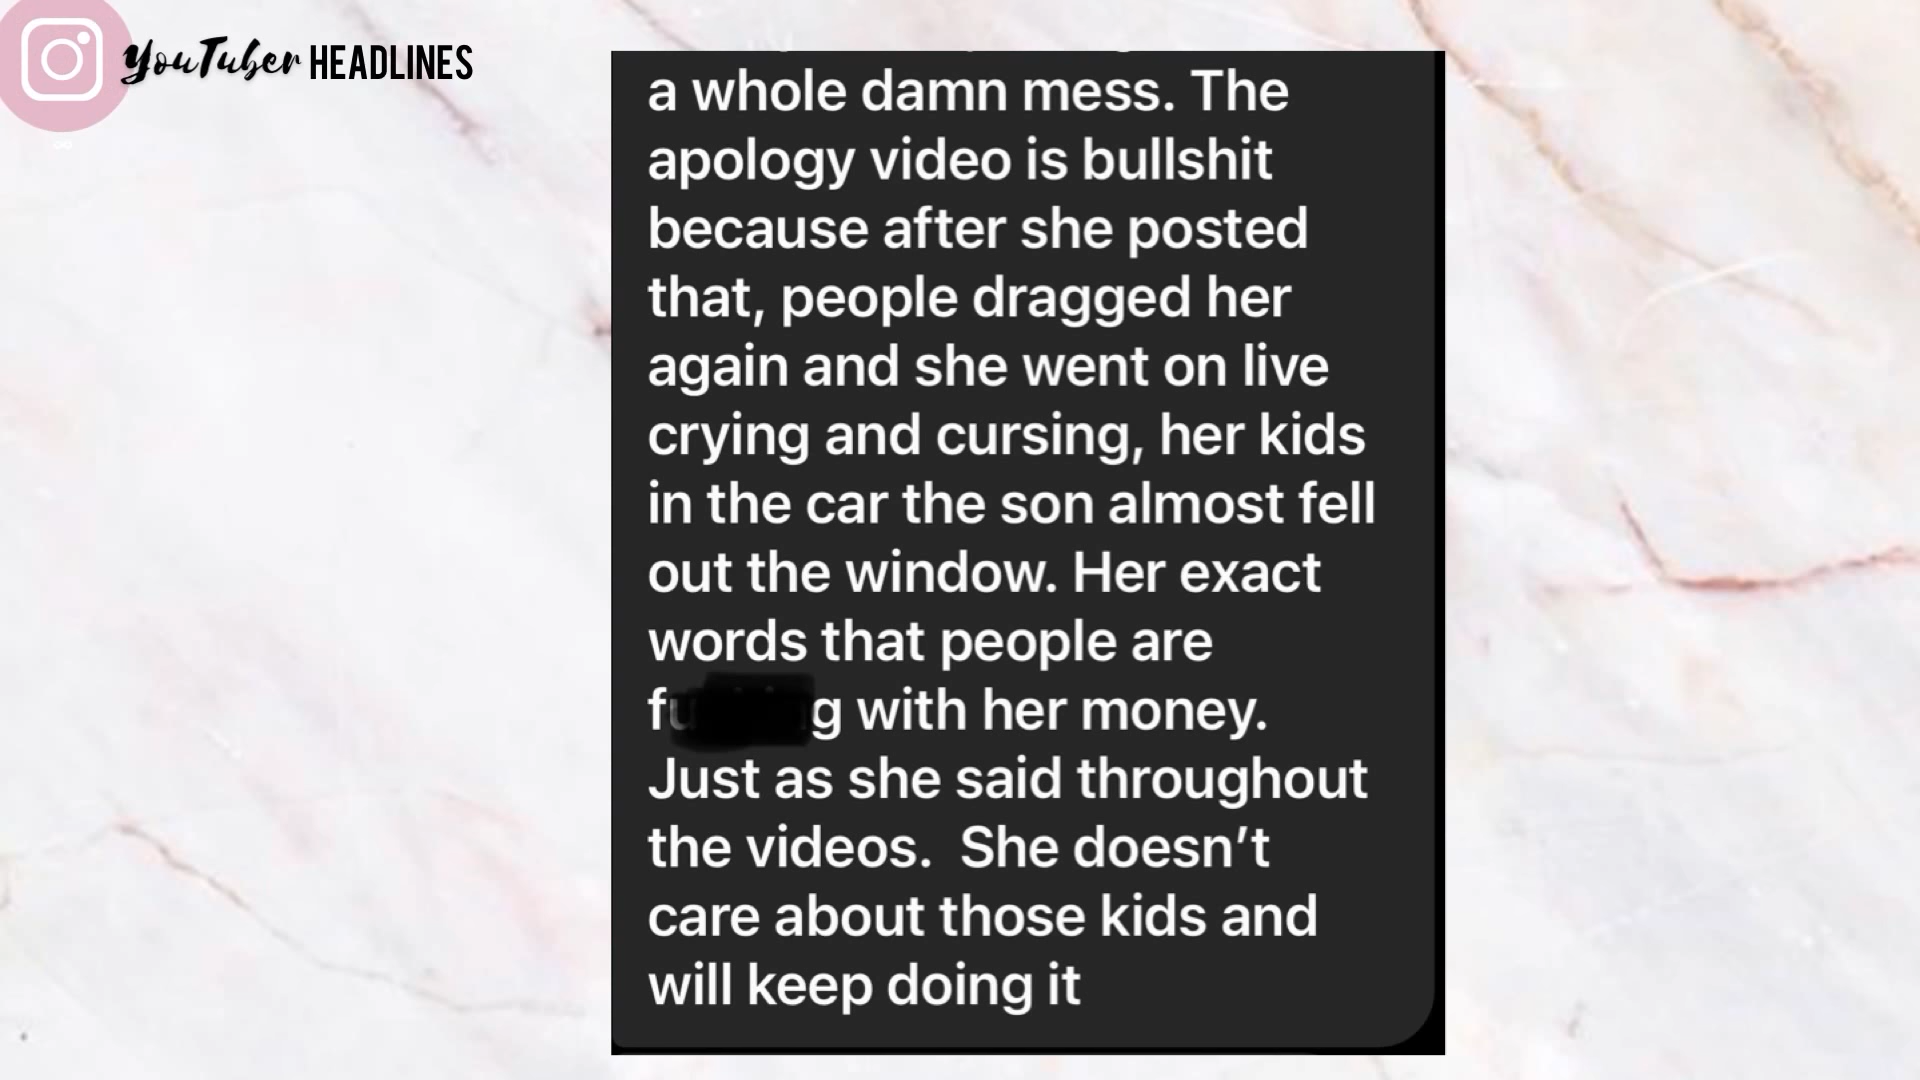 YouTuber HEADLINES
a whole damn mess. The
apology video is bullshit
because after she posted
that, people dragged her
again and she went on live
crying and cursing, her kids
in the car the son almost fell
out the window. Her exact
words that people are
fu g with her money.
Just as she said throughout
the videos.  She doesn’t
care about those kids and
will keep doing it